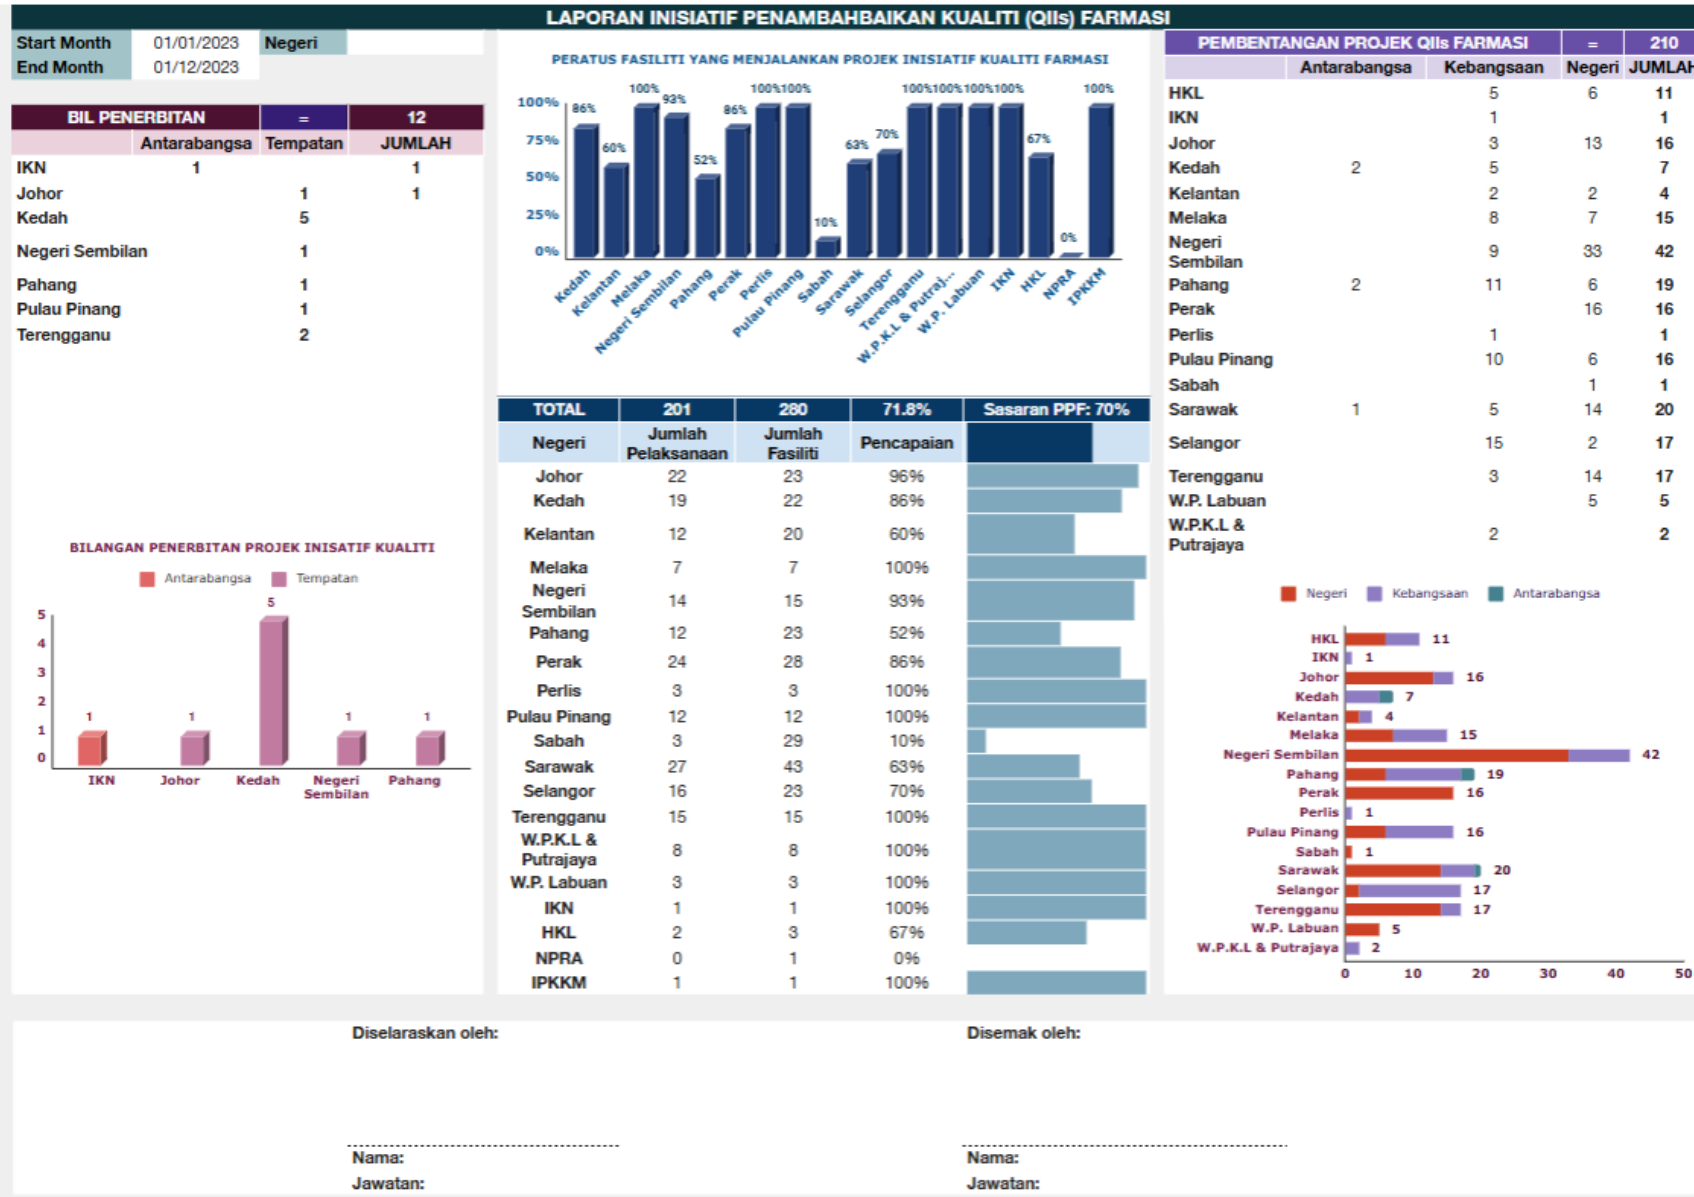 LAPORAN INISIATIF PENAMBAHBAIKAN KUALITI (QIIs) FARMASI
Start Month 01/01/2023 Negeri
End Month 01/12/2023
BIL PENERBITAN = 12
Antarabangsa Tempatan JUMLAH
IKN 1 1
Johor 1 1
Kedah 5
Negeri Sembilan 1
Pahang 1
Pulau Pinang 1
Terengganu 2
BILANGAN PENERBITAN PROJEK INISATIF KUALITI
Antarabangsa Tempatan
5
4
3
2
1
0
1 1 5 1 1
IKN Johor Kedah Negeri Sembilan Pahang
PERATUS FASILITI YANG MENJALANKAN PROJEK INISIATIF KUALITI FARMASI
100%
75%
50%
25%
0%
86% 60% 100% 93% 52% 86% 100% 100% 10% 63% 70% 100% 100% 100% 100% 67% 0% 100%
Kedah Kelantan Melaka Negeri Sembilan Pahang Perak Perlis Pulau Pinang Sabah Sarawak Selangor Terengganu W.P.K.L & Putraj... W.P. Labuan IKN HKL NPRA IPKKM
TOTAL 201 280 71.8% Sasaran PPF: 70%
Negeri Jumlah Pelaksanaan Jumlah Fasiliti Pencapaian
Johor 22 23 96%
Kedah 19 22 86%
Kelantan 12 20 60%
Melaka 7 7 100%
Negeri Sembilan 14 15 93%
Pahang 12 23 52%
Perak 24 28 86%
Perlis 3 3 100%
Pulau Pinang 12 12 100%
Sabah 3 29 10%
Sarawak 27 43 63%
Selangor 16 23 70%
Terengganu 15 15 100%
W.P.K.L & Putrajaya 8 8 100%
W.P. Labuan 3 3 100%
IKN 1 1 100%
HKL 2 3 67%
NPRA 0 1 0%
IPKKM 1 1 100%
PEMBENTANGAN PROJEK QIIs FARMASI = 210
Antarabangsa Kebangsaan Negeri JUMLAH
HKL 5 6 11
IKN 1 1
Johor 3 13 16
Kedah 2 5 7
Kelantan 2 2 4
Melaka 8 7 15
Negeri Sembilan 9 33 42
Pahang 2 11 6 19
Perak 16 16
Perlis 1 1
Pulau Pinang 10 6 16
Sabah 1 1
Sarawak 1 5 14 20
Selangor 15 2 17
Terengganu 3 14 17
W.P. Labuan 5 5
W.P.K.L & Putrajaya 2 2
Negeri Kebangsaan Antarabangsa
HKL 11
IKN 1
Johor 16
Kedah 7
Kelantan 4
Melaka 15
Negeri Sembilan 42
Pahang 19
Perak 16
Perlis 1
Pulau Pinang 16
Sabah 1
Sarawak 20
Selangor 17
Terengganu 17
W.P. Labuan 5
W.P.K.L & Putrajaya 2
0 10 20 30 40 50
Diselaraskan oleh: Disemak oleh:
Nama: Nama:
Jawatan: Jawatan: